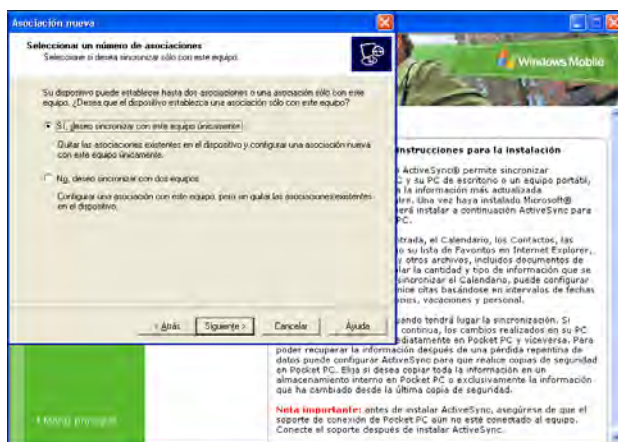 Asociación nueva
Seleccionar un número de asociaciones
Seleccione si desea sincronizar sólo con este equipo.
Su dispositivo puede establecer hasta dos asociaciones o una asociación sólo con este
equipo. ¿Desea que el dispositivo establezca una asociación sólo con este equipo?
Sí, deseo sincronizar con este equipo únicamente
Quitar las asociaciones existentes en el dispositivo y configurar una asociación nueva
con este equipo únicamente.
No, deseo sincronizar con dos equipos
Configurar una asociación con este equipo, pero sin quitar las asociaciones existentes
en el dispositivo.
< Atrás
Siguiente >
Cancelar
Ayuda
Windows Mobile
Instrucciones para la instalación
ActiveSync® permite sincronizar
C y su PC de escritorio o un equipo portátil,
la información más actualizada
re. Una vez haya instalado Microsoft®
erá instalar a continuación ActiveSync para
PC.
trada, el Calendario, los Contactos, las
o su lista de Favoritos en Internet Explorer,
y otros archivos, incluidos documentos de
lar la cantidad y tipo de información que se
sincronizar el Calendario, puede configurar
nice citas basándose en intervalos de fechas
rios, vacaciones y personal.
uando tendrá lugar la sincronización. Si
continua, los cambios realizados en su PC
ediatamente en Pocket PC y viceversa. Para
poder recuperar la información después de una pérdida repentina de
datos puede configurar ActiveSync para que realice copias de seguridad
en Pocket PC. Elija si desea copiar toda la información en un
almacenamiento interno en Pocket PC o exclusivamente la información
que ha cambiado desde la última copia de seguridad.
Nota importante: antes de instalar ActiveSync, asegúrese de que el
soporte de conexión de Pocket PC aún no esté conectado al equipo.
Conecte el soporte después de instalar ActiveSync.
Menú principal